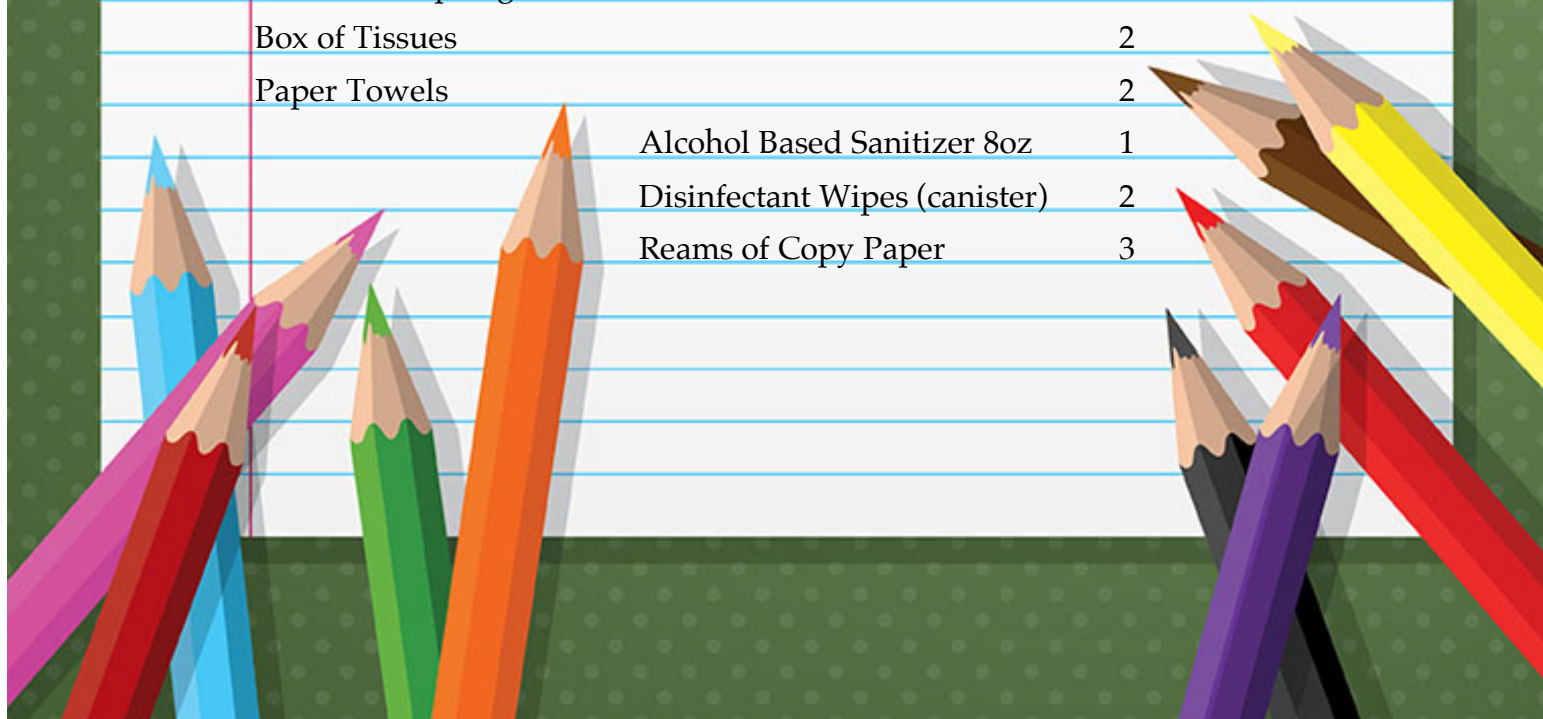 Box of Tissues 2
Paper Towels 2
Alcohol Based Sanitizer 8oz 1
Disinfectant Wipes (canister) 2
Reams of Copy Paper 3